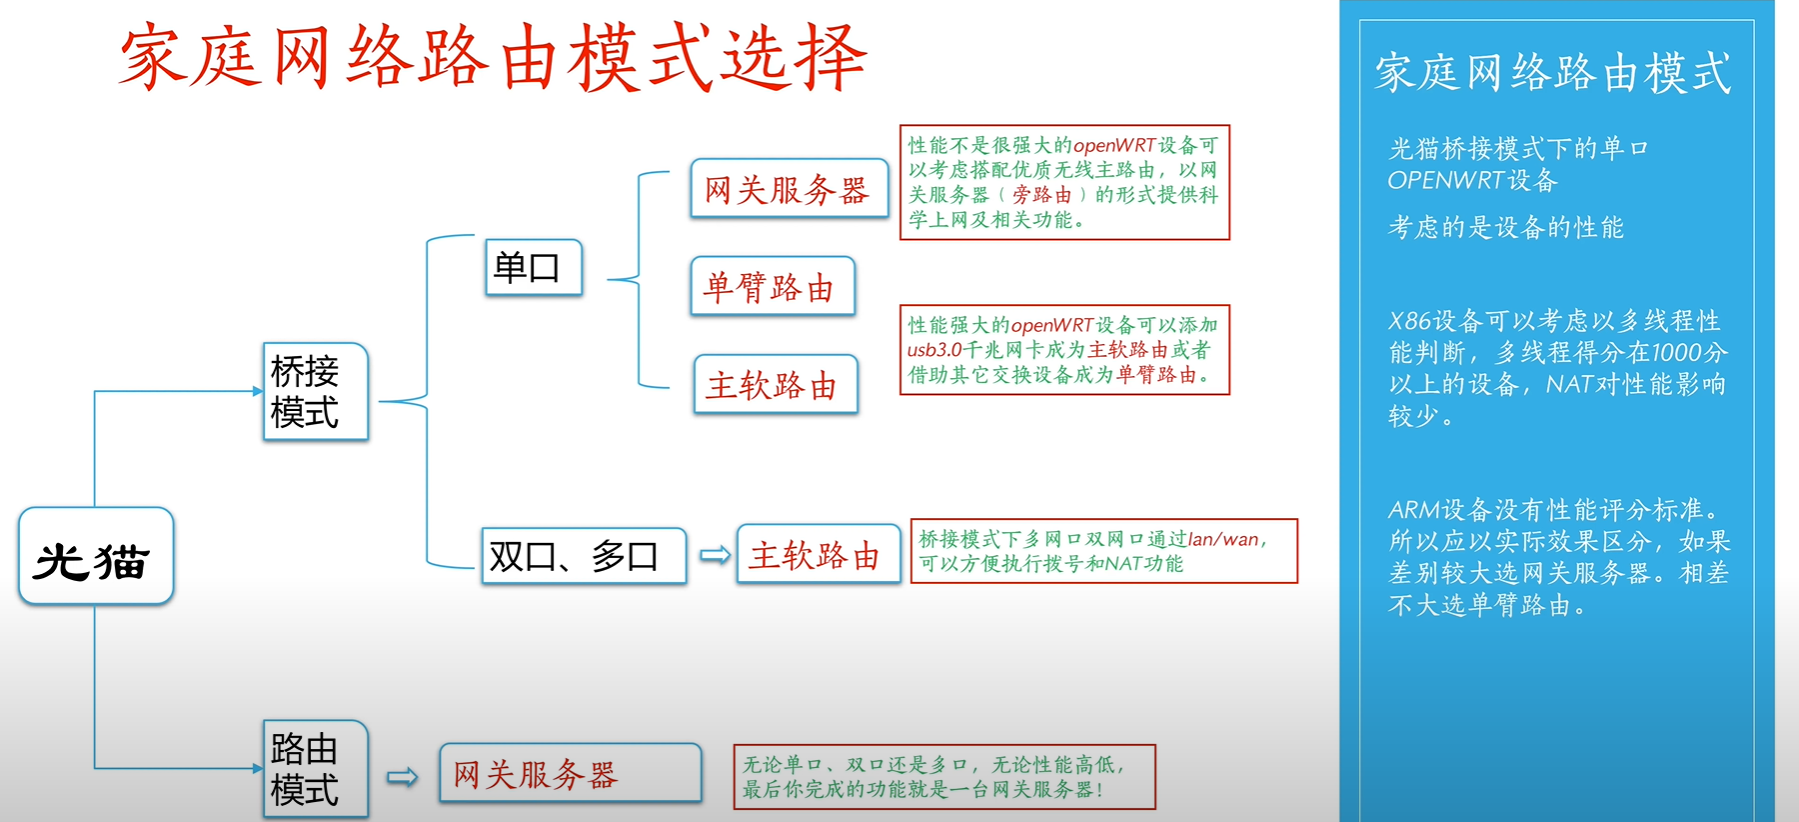 家庭网络路由模式选择
性能不是很强大的openWRT设备可
以考虑搭配优质无线主路由，以网
关服务器（旁路由）的形式提供科
学上网及相关功能。
网关服务器
单口
单臂路由
性能强大的openWRT设备可以添加
usb3.0千兆网卡成为主软路由或者
借助其它交换设备成为单臂路由。
主软路由
桥接
模式
光猫
双口、多口
主软路由
桥接模式下多网口双网口通过lan/wan，
可以方便执行拨号和NAT功能
路由
模式
网关服务器
无论单口、双口还是多口，无论性能高低，
最后你完成的功能就是一台网关服务器！
家庭网络路由模式
光猫桥接模式下的单口
OPENWRT设备
考虑的是设备的性能
X86设备可以考虑以多线程性
能判断，多线程得分在1000分
以上的设备，NAT对性能影响
较少。
ARM设备没有性能评分标准。
所以应以实际效果区分，如果
差别较大选网关服务器。相差
不大选单臂路由。